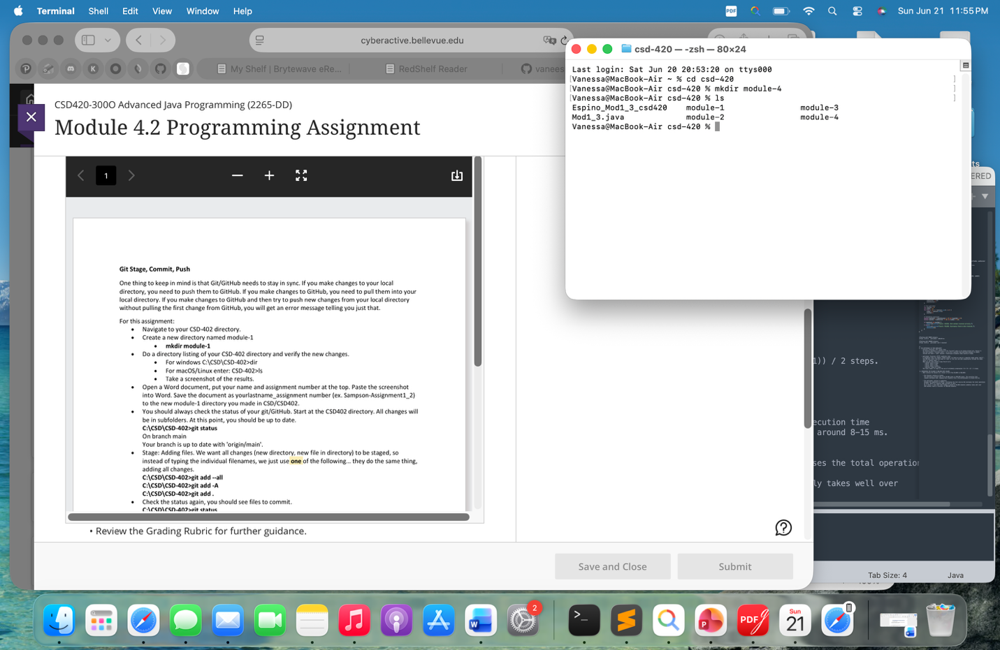 Terminal Shell Edit View Window Help
PDF
Sun Jun 21 11:55 PM
cyberactive.bellevue.edu
My Shelf | Brytewave eRe...
RedShelf Reader
vanees
CSD420-300O Advanced Java Programming (2265-DD)
Module 4.2 Programming Assignment
1
Git Stage, Commit, Push
One thing to keep in mind is that Git/GitHub needs to stay in sync. If you make changes to your local
directory, you need to push them to GitHub. If you make changes to GitHub, you need to pull them into your
local directory. If you make changes to GitHub and then try to push new changes from your local directory
without pulling the first change from GitHub, you will get an error message telling you just that.
For this assignment:
• Navigate to your CSD-402 directory.
• Create a new directory named module-1
• mkdir module-1
• Do a directory listing of your CSD-402 directory and verify the new changes.
• For windows C:\CSD\CSD-402>dir
• For macOS/Linux enter: CSD-402>ls
• Take a screenshot of the results.
• Open a Word document, put your name and assignment number at the top. Paste the screenshot
into Word. Save the document as yourlastname_assignment number (ex. Sampson-Assignment1_2)
to the new module-1 directory you made in CSD/CSD402.
• You should always check the status of your git/GitHub. Start at the CSD402 directory. All changes will
be in subfolders. At this point, you should be up to date.
C:\CSD\CSD-402>git status
On branch main
Your branch is up to date with 'origin/main'.
• Stage: Adding files. We want all changes (new directory, new file in directory) to be staged, so
instead of typing the individual filenames, we just use one of the following... they do the same thing,
adding all changes.
C:\CSD\CSD-402>git add --all
C:\CSD\CSD-402>git add -A
C:\CSD\CSD-402>git add .
• Check the status again, you should see files to commit.
C:\CSD\CSD-402>git status
• Review the Grading Rubric for further guidance.
Save and Close
Submit
csd-420 — -zsh — 80×24
Last login: Sat Jun 20 20:53:20 on ttys000
[Vanessa@MacBook-Air ~ % cd csd-420 ]
[Vanessa@MacBook-Air csd-420 % mkdir module-4 ]
[Vanessa@MacBook-Air csd-420 % ls ]
Espino_Mod1_3_csd420 module-1 module-3
Mod1_3.java module-2 module-4
Vanessa@MacBook-Air csd-420 %
ts
ERED
1)) / 2 steps.
ecution time
around 8-15 ms.
ses the total operation
ly takes well over
Tab Size: 4
Java
2
Sun
21
W
P
PDF
>_